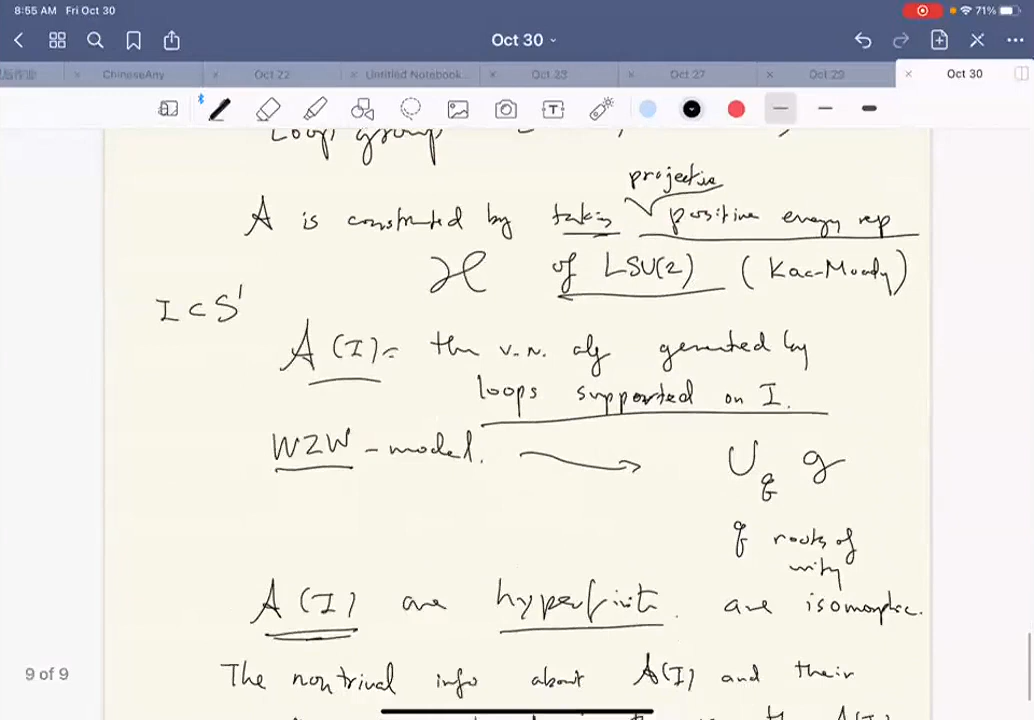 8:55 AM Fri Oct 30
71%
Oct 30
ChineseAny
Oct 22
Untitled Notebook...
Oct 23
Oct 27
Oct 29
Oct 30
Loop group
projective
A is constructed by taking positive energy rep
H of LSU(2) (Kac-Moody)
I ⊂ S¹
A(I) = the v.N. alg generated by
loops supported on I.
WZW-model. → U_q g
q roots of
unity
A(I) are hyperfinite. are isomorphic.
9 of 9
The nontrivial info about A(I) and their